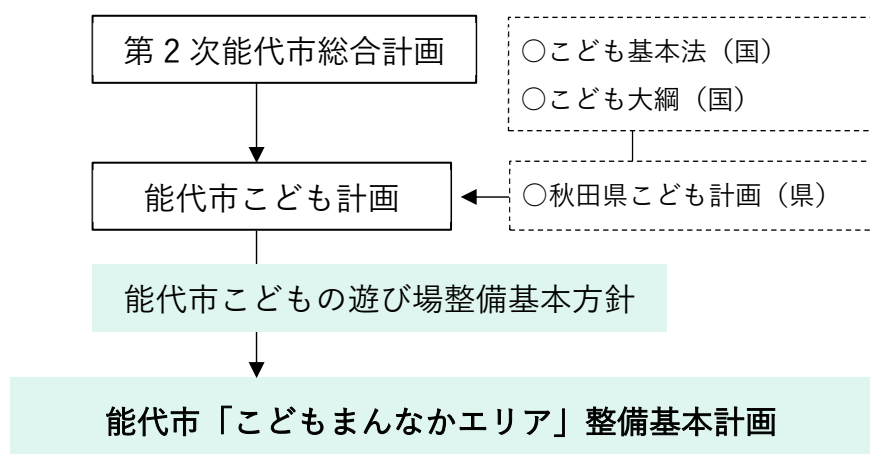 第２次能代市総合計画
○こども基本法（国）
○こども大綱（国）
能代市こども計画
○秋田県こども計画（県）
能代市こどもの遊び場整備基本方針
能代市「こどもまんなかエリア」整備基本計画